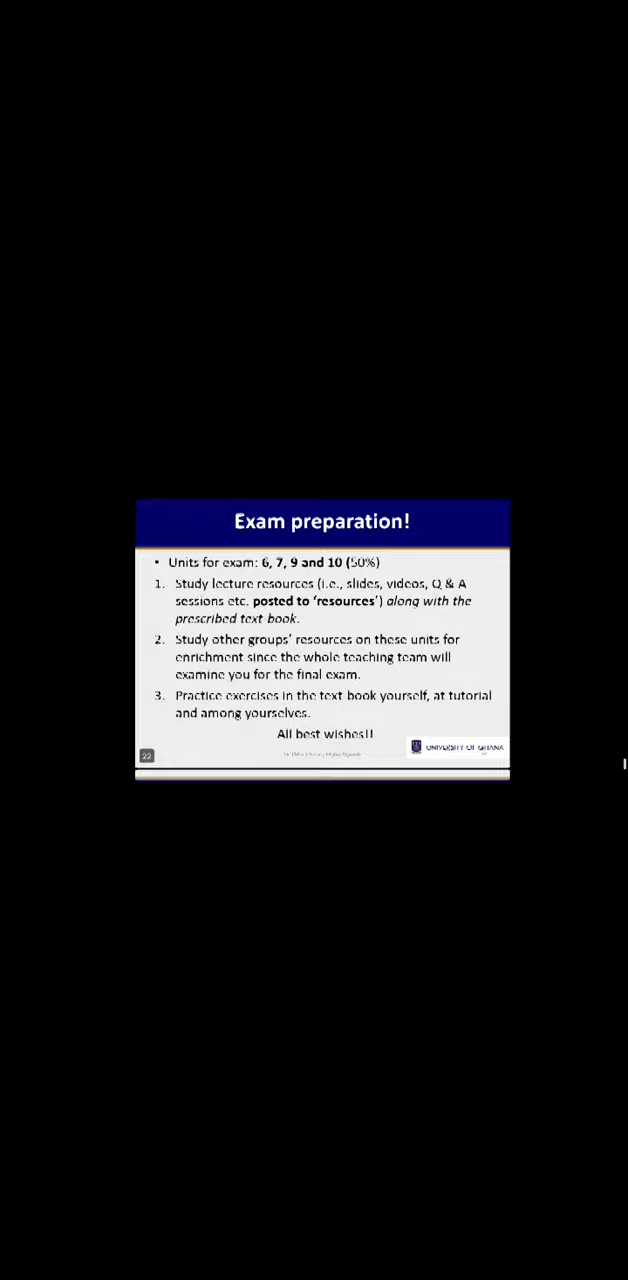 Exam preparation!
• Units for exam: 6, 7, 9 and 10 (50%)
1. Study lecture resources (i.e., slides, videos, Q & A
sessions etc. posted to ‘resources’) along with the
prescribed text book.
2. Study other groups’ resources on these units for
enrichment since the whole teaching team will
examine you for the final exam.
3. Practice exercises in the text book yourself, at tutorial
and among yourselves.
All best wishes!!
UNIVERSITY OF GHANA
22